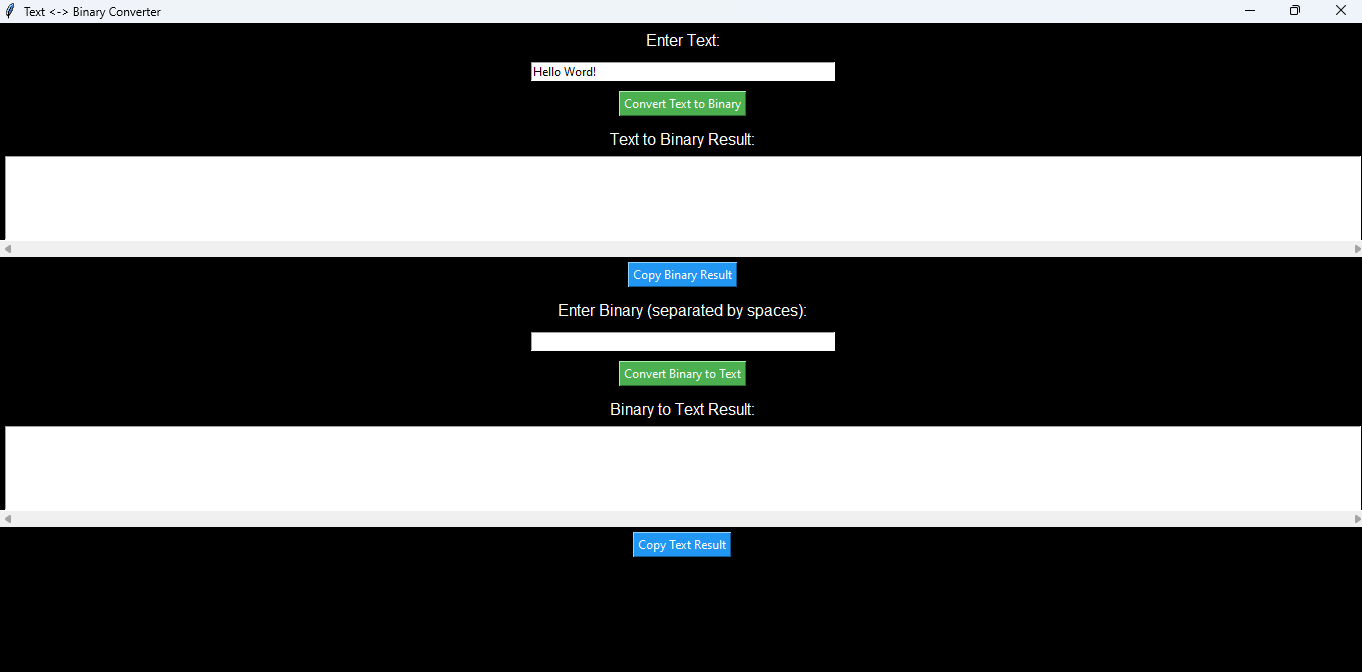 Text <-> Binary Converter
Enter Text:
Hello Word!
Convert Text to Binary
Text to Binary Result:
Copy Binary Result
Enter Binary (separated by spaces):
Convert Binary to Text
Binary to Text Result:
Copy Text Result